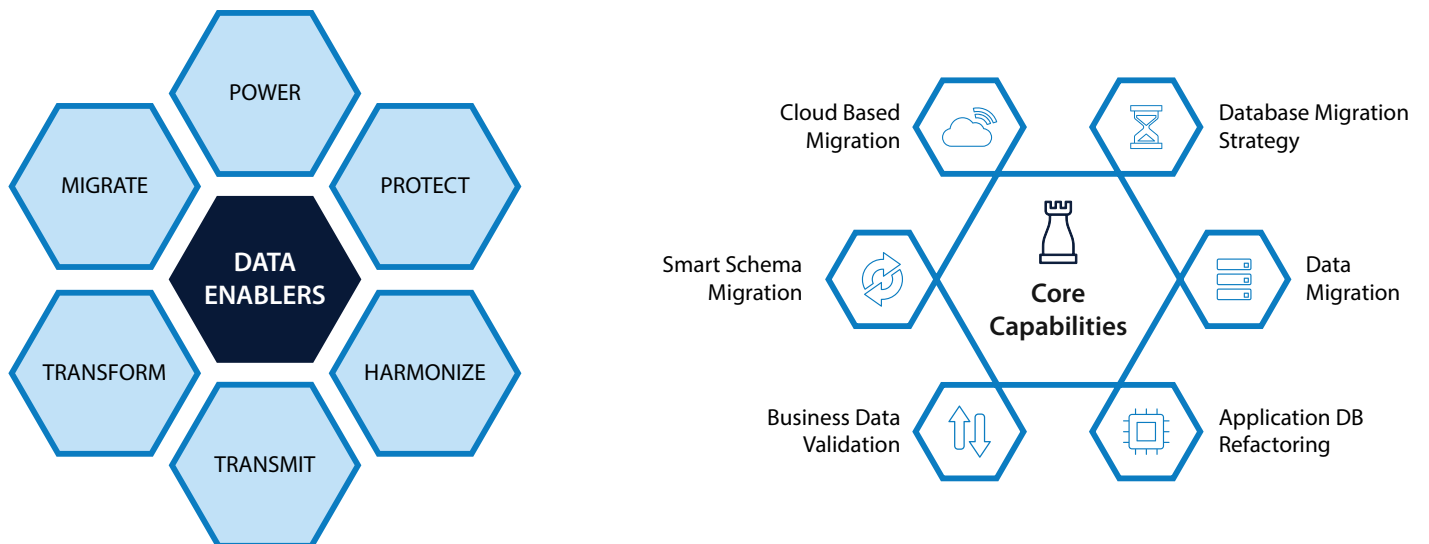 POWER
MIGRATE
PROTECT
DATA
ENABLERS
TRANSFORM
HARMONIZE
TRANSMIT
Cloud Based
Migration
Database Migration
Strategy
Smart Schema
Migration
Core
Capabilities
Data
Migration
Business Data
Validation
Application DB
Refactoring